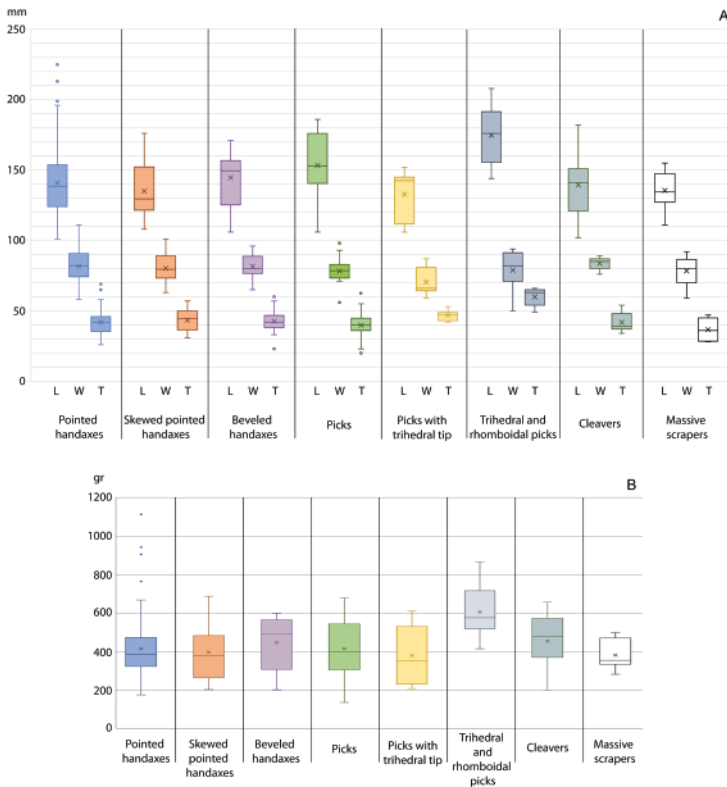 mm
A
250
200
150
100
50
0
L W T L W T L W T L W T L W T L W T L W T L W T
Pointed handaxes
Skewed pointed handaxes
Beveled handaxes
Picks
Picks with trihedral tip
Trihedral and rhomboidal picks
Cleavers
Massive scrapers
gr
B
1200
1000
800
600
400
200
0
Pointed handaxes
Skewed pointed handaxes
Beveled handaxes
Picks
Picks with trihedral tip
Trihedral and rhomboidal picks
Cleavers
Massive scrapers